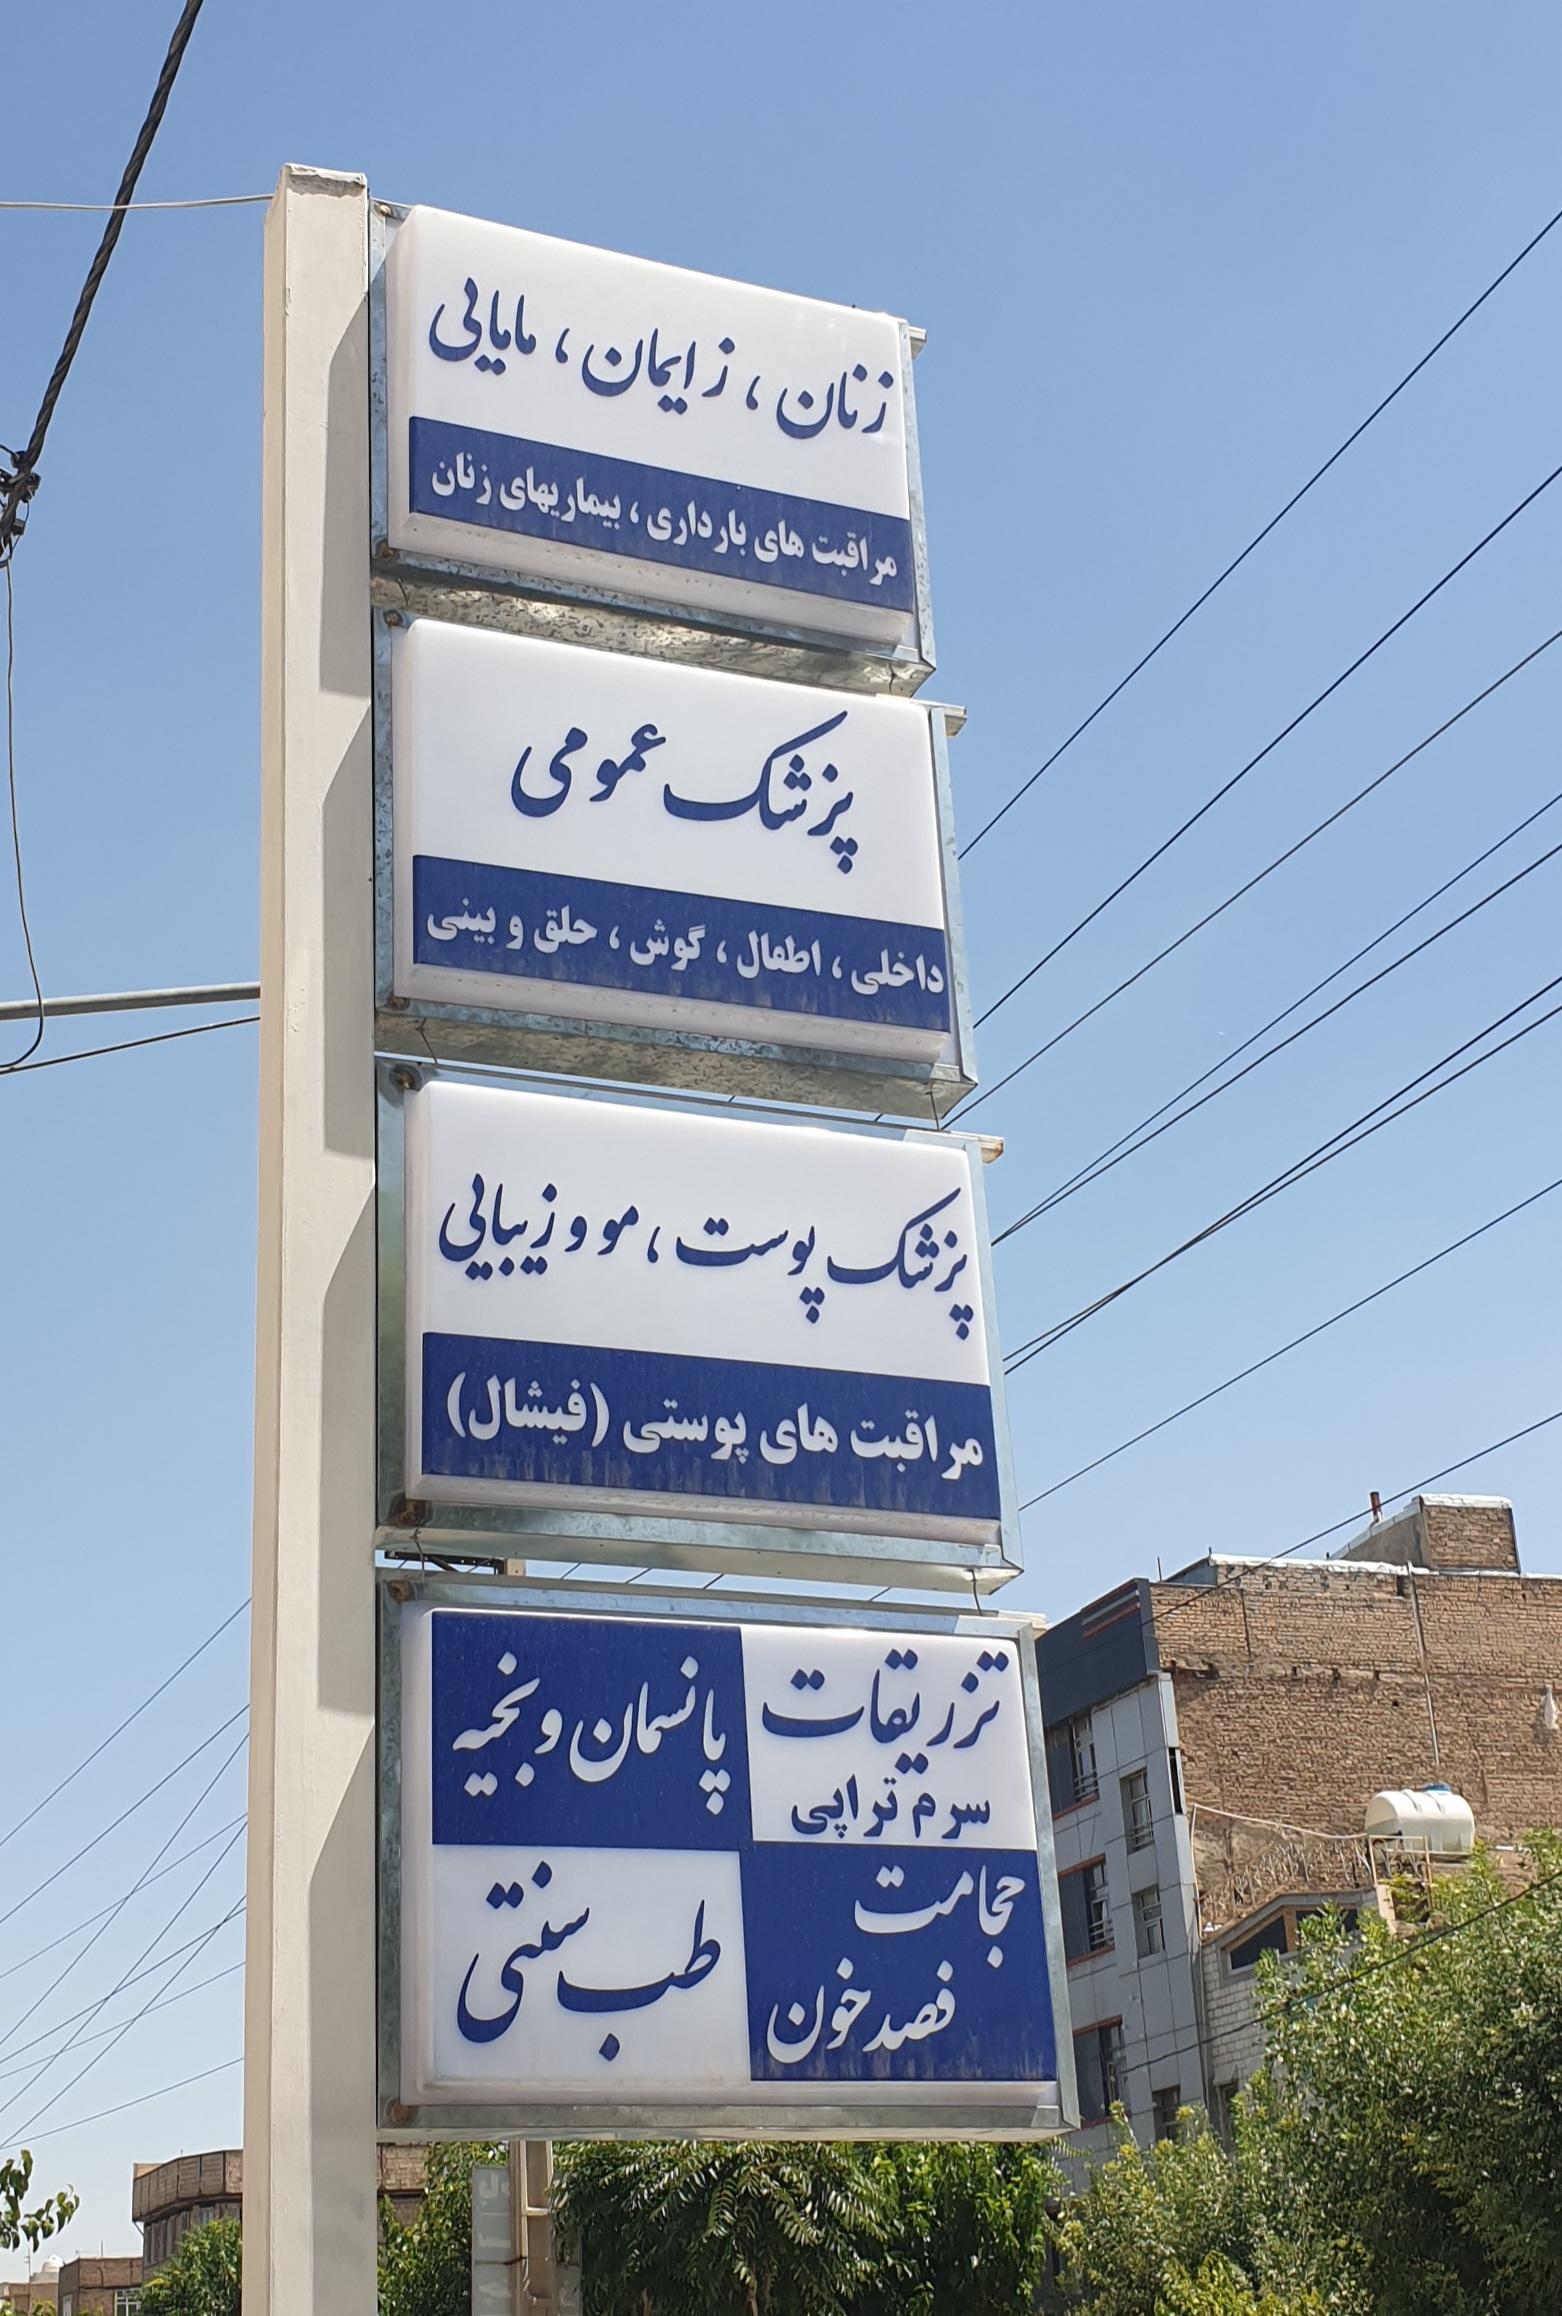 زنان، زایمان، مامایی
مراقبت های بارداری، بیماریهای زنان
پزشک عمومی
داخلی، اطفال، گوش، حلق و بینی
پزشک پوست، مو و زیبایی
مراقبت های پوستی (فیشال)
تزریقات
سرم تراپی
پانسمان و بخیه
حجامت
فصد خون
طب سنتی